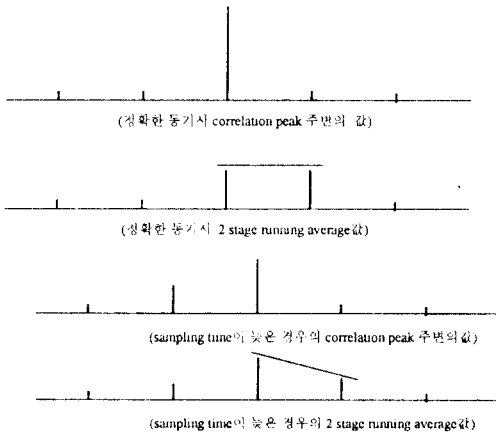 (정확한 동기시 correlation peak 주변의 값)
(정확한 동기시 2 stage running average값)
(sampling time이 늦은 경우의 correlation peak 주변의값)
(sampling time이 늦은 경우의 2 stage running average값)